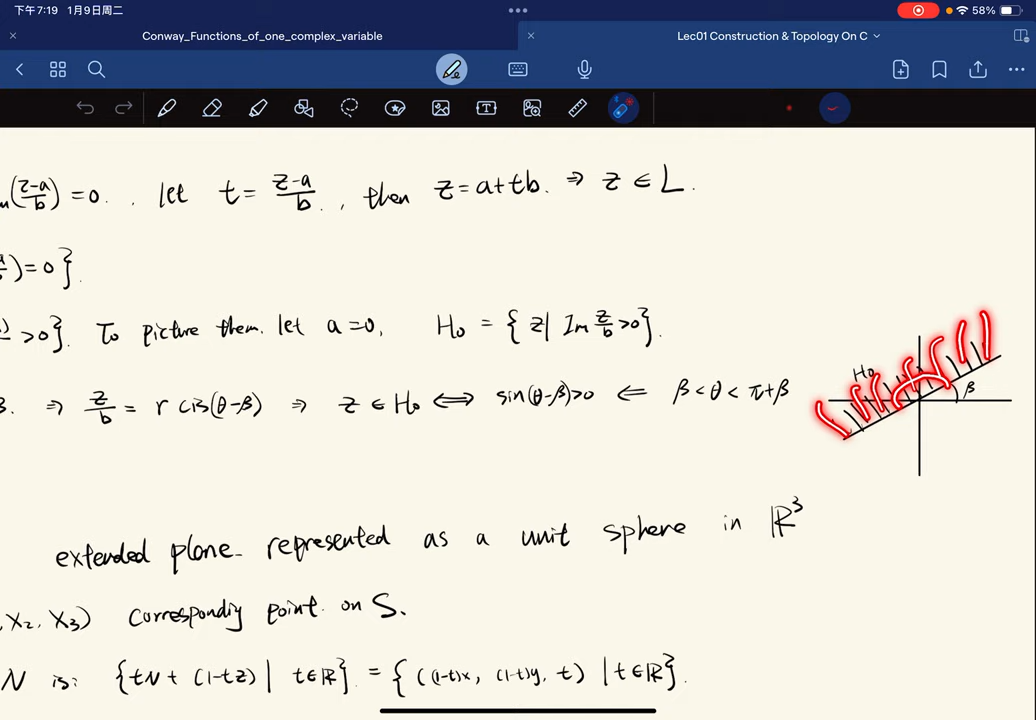 下午7:19 1月9日周二
58%
Conway_Functions_of_one_complex_variable
Lec01 Construction & Topology On C
m(z-a/b) = 0. , let t = z-a/b , then z = a+tb. ⇒ z ∈ L.
) = 0}.
>0}. To picture them. let a=0, H₀ = { z | Im z/b >0}.
H₀
⇒ z/b = r cis(θ-β) ⇒ z ∈ H₀ ⟺ sin(θ-β)>0 ⇐ β < θ < π+β
β
extended plane represented as a unit sphere in ℝ³
, X₂, X₃) Correspondiy point on S.
N is: {tN + (1-tz) | t∈ℝ} = { ((1-t)x, (1-t)y, t) | t∈ℝ}.